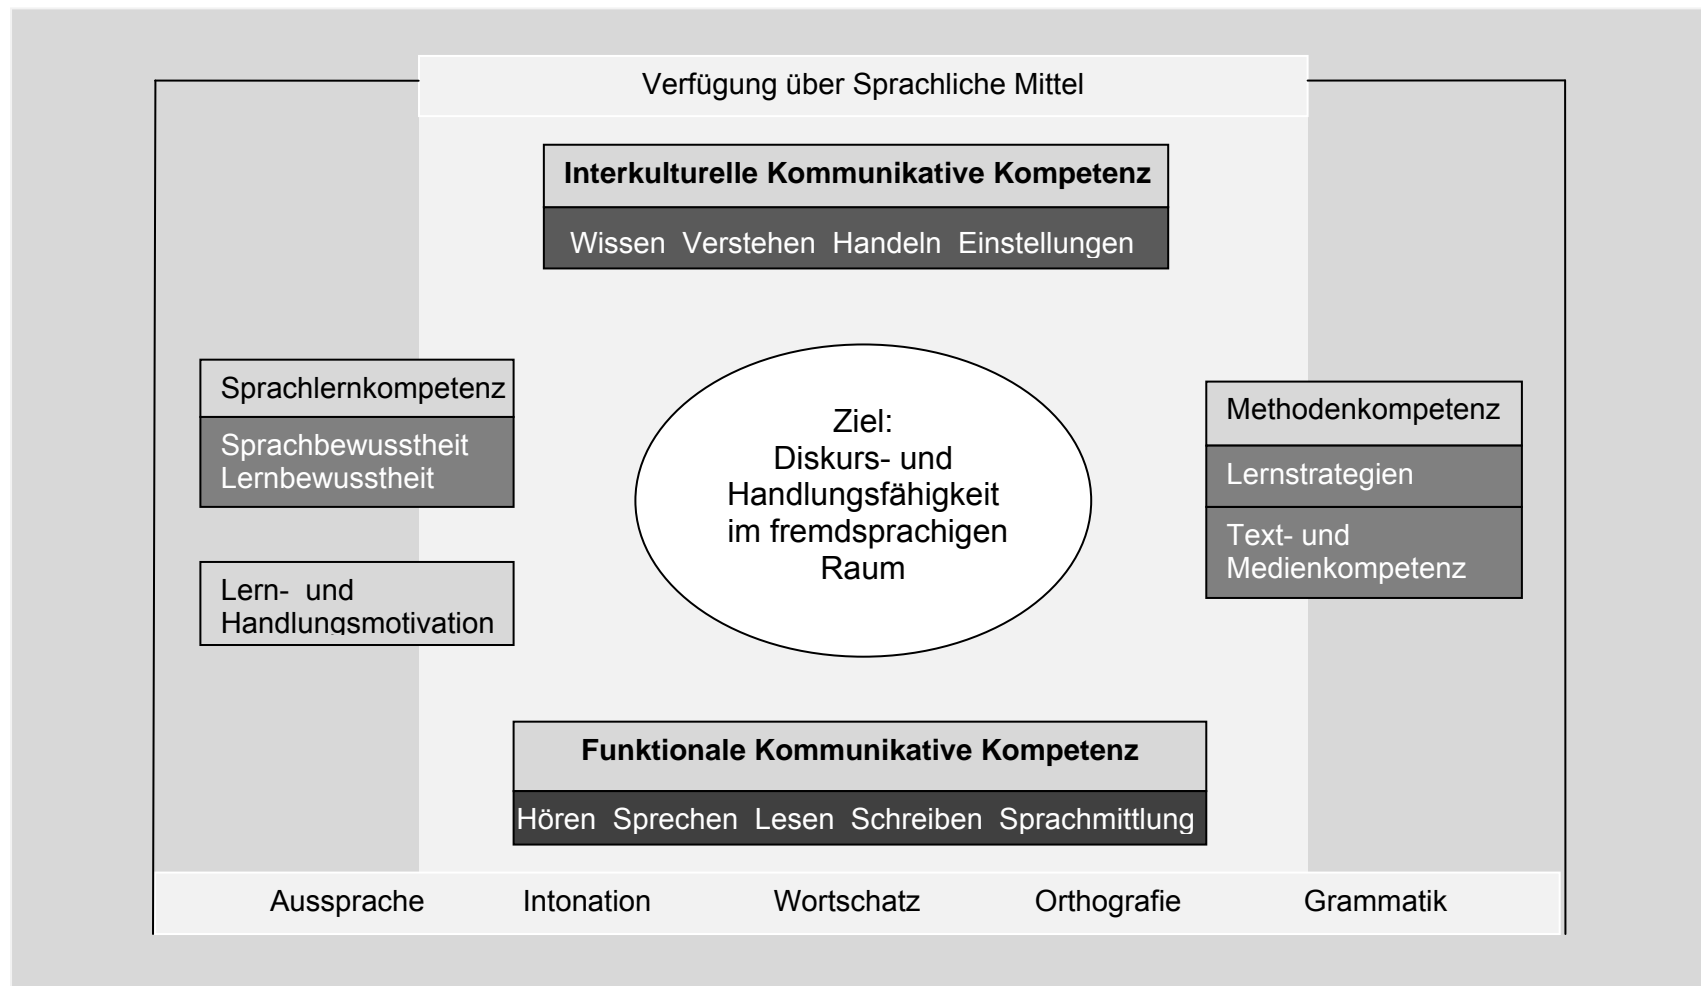 Verfügung über Sprachliche Mittel
Interkulturelle Kommunikative Kompetenz
Wissen Verstehen Handeln Einstellungen
Sprachlernkompetenz
Sprachbewusstheit
Lernbewusstheit
Lern- und
Handlungsmotivation
Ziel:
Diskurs- und
Handlungsfähigkeit
im fremdsprachigen
Raum
Methodenkompetenz
Lernstrategien
Text- und
Medienkompetenz
Funktionale Kommunikative Kompetenz
Hören Sprechen Lesen Schreiben Sprachmittlung
Aussprache Intonation Wortschatz Orthografie Grammatik